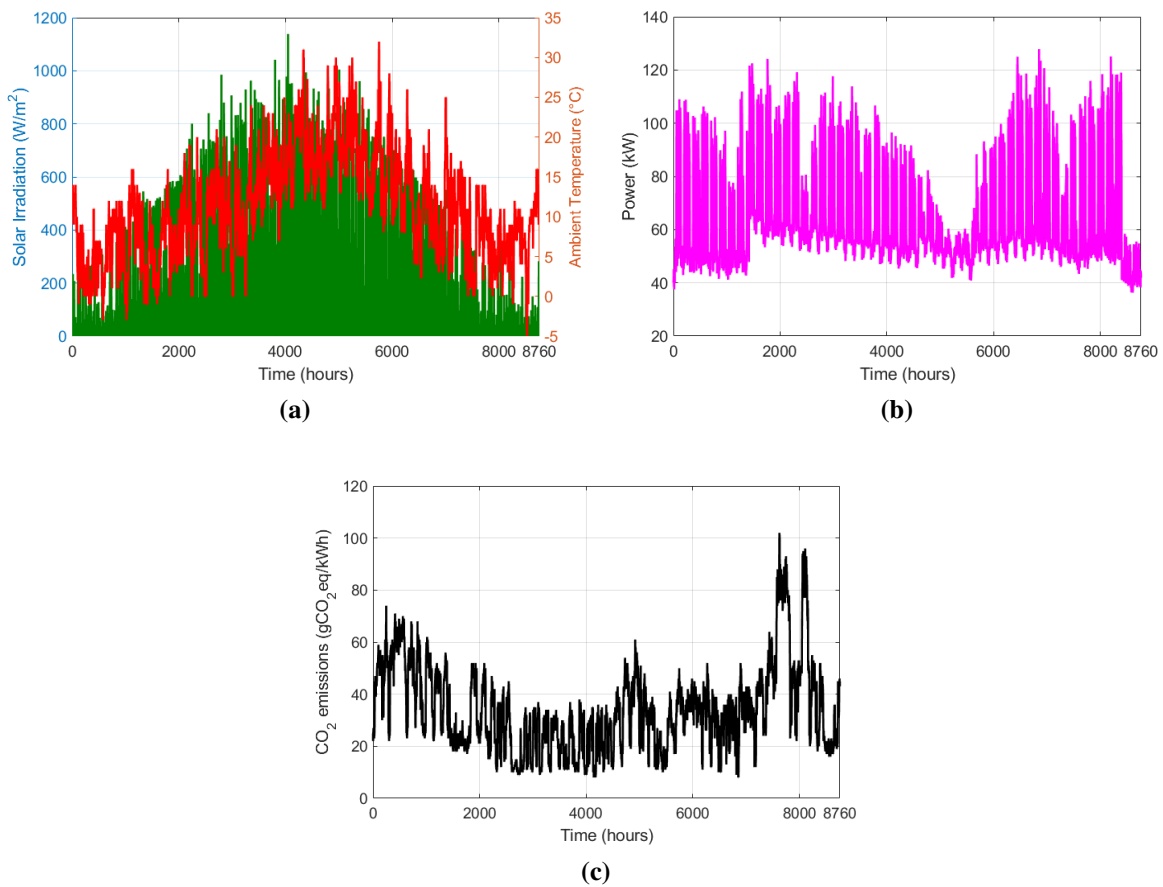 1200
1000
800
600
400
200
0
Solar Irradiation (W/m²)
35
30
25
20
15
10
5
0
-5
Ambient Temperature (°C)
0 2000 4000 6000 8000 8760
Time (hours)
(a)
140
120
100
80
60
40
20
Power (kW)
0 2000 4000 6000 8000 8760
Time (hours)
(b)
120
100
80
60
40
20
0
CO₂ emissions (gCO₂eq/kWh)
0 2000 4000 6000 8000 8760
Time (hours)
(c)